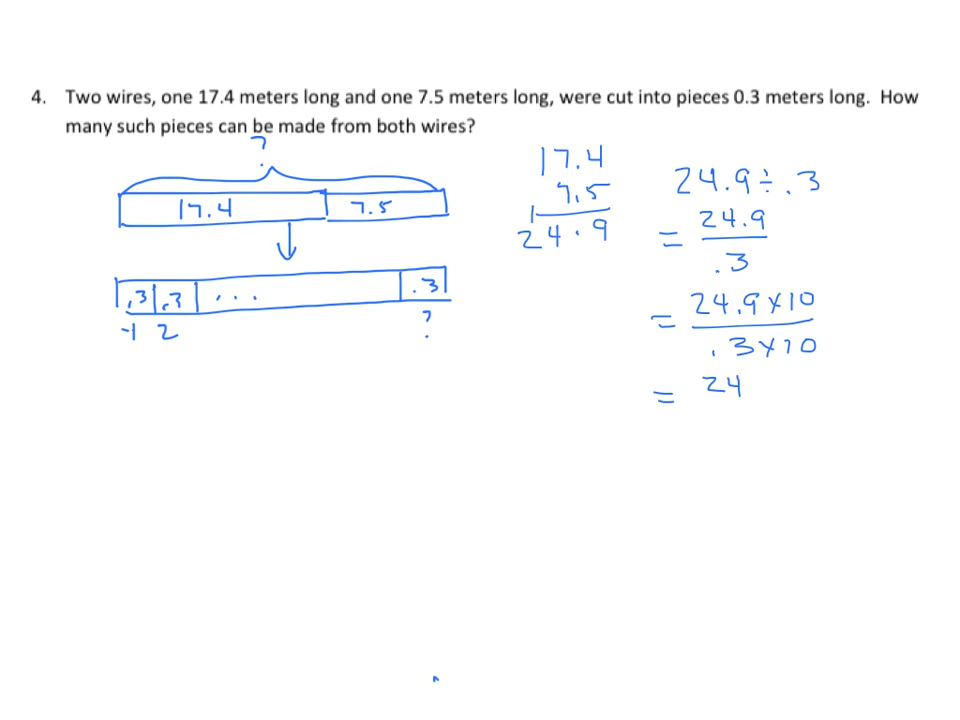 4. Two wires, one 17.4 meters long and one 7.5 meters long, were cut into pieces 0.3 meters long. How
many such pieces can be made from both wires?
?
17.4 7.5
.3 .3 ... .3
1 2 ?
17.4
7.5
1
24.9
24.9 ÷ .3
= 24.9
.3
= 24.9 x 10
.3 x 10
= 24